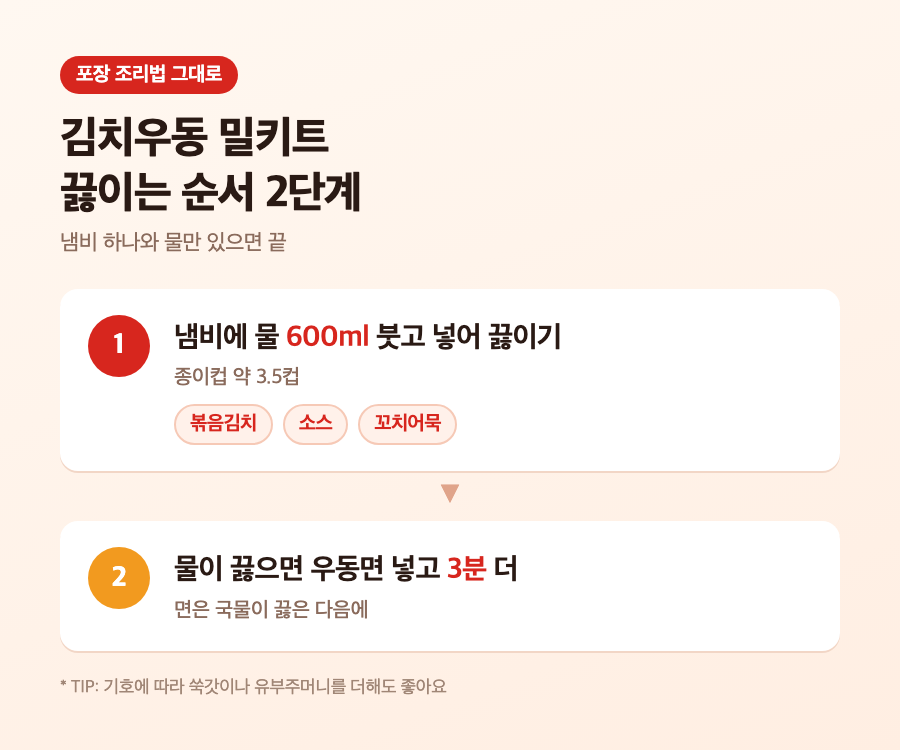 포장 조리법 그대로
김치우동 밀키트
끓이는 순서 2단계
냄비 하나와 물만 있으면 끝
1
냄비에 물 600ml 붓고 넣어 끓이기
종이컵 약 3.5컵
볶음김치 소스 꼬치어묵
▼
2
물이 끓으면 우동면 넣고 3분 더
면은 국물이 끓은 다음에
* TIP: 기호에 따라 쑥갓이나 유부주머니를 더해도 좋아요